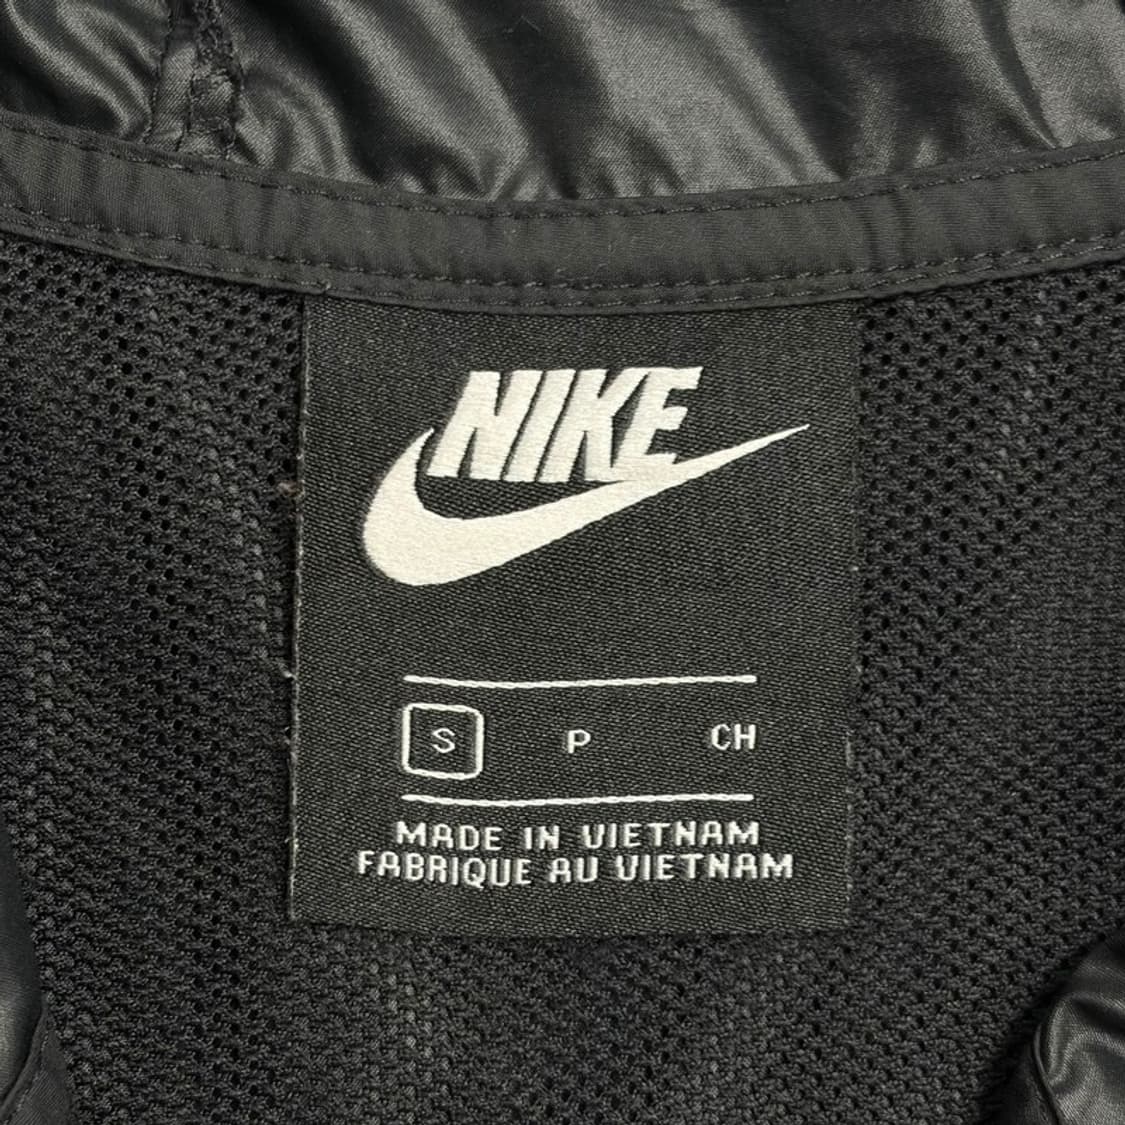 NIKE
S P CH
MADE IN VIETNAM
FABRIQUE AU VIETNAM